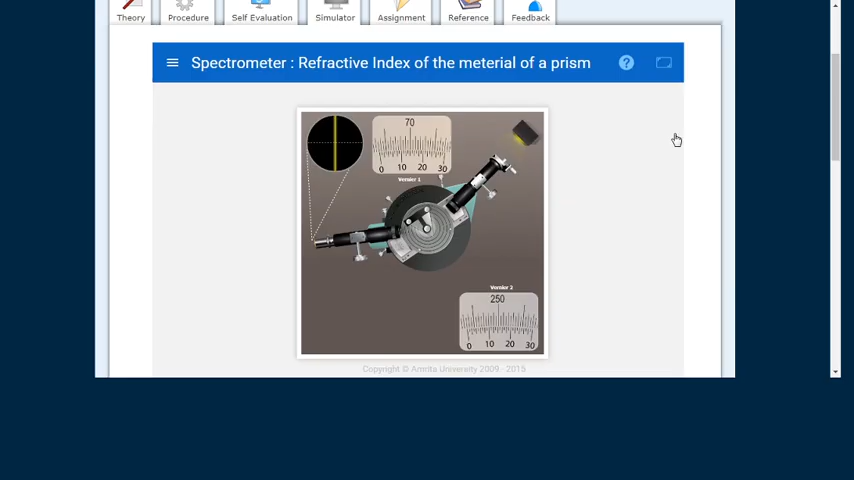 Theory Procedure Self Evaluation Simulator Assignment Reference Feedback
Spectrometer : Refractive Index of the meterial of a prism ?
70
0 10 20 30
Vernier 1
Vernier 2
250
0 10 20 30
Copyright © Amrita University 2009 - 2015